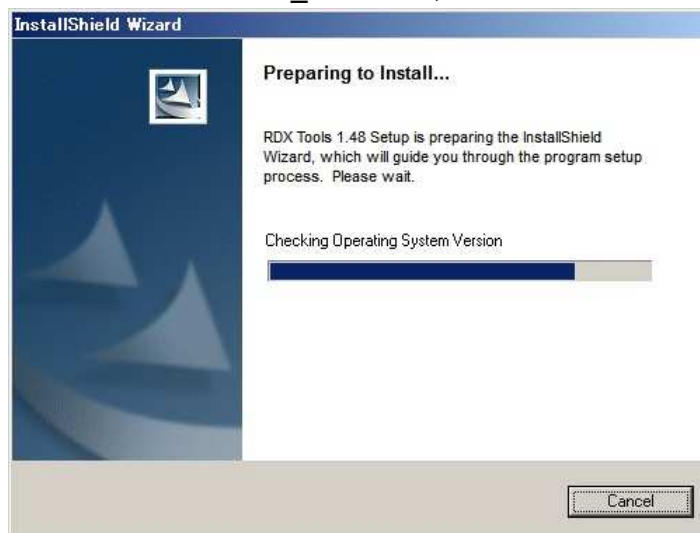 InstallShield Wizard
Preparing to Install...
RDX Tools 1.48 Setup is preparing the InstallShield
Wizard, which will guide you through the program setup
process. Please wait.
Checking Operating System Version
Cancel